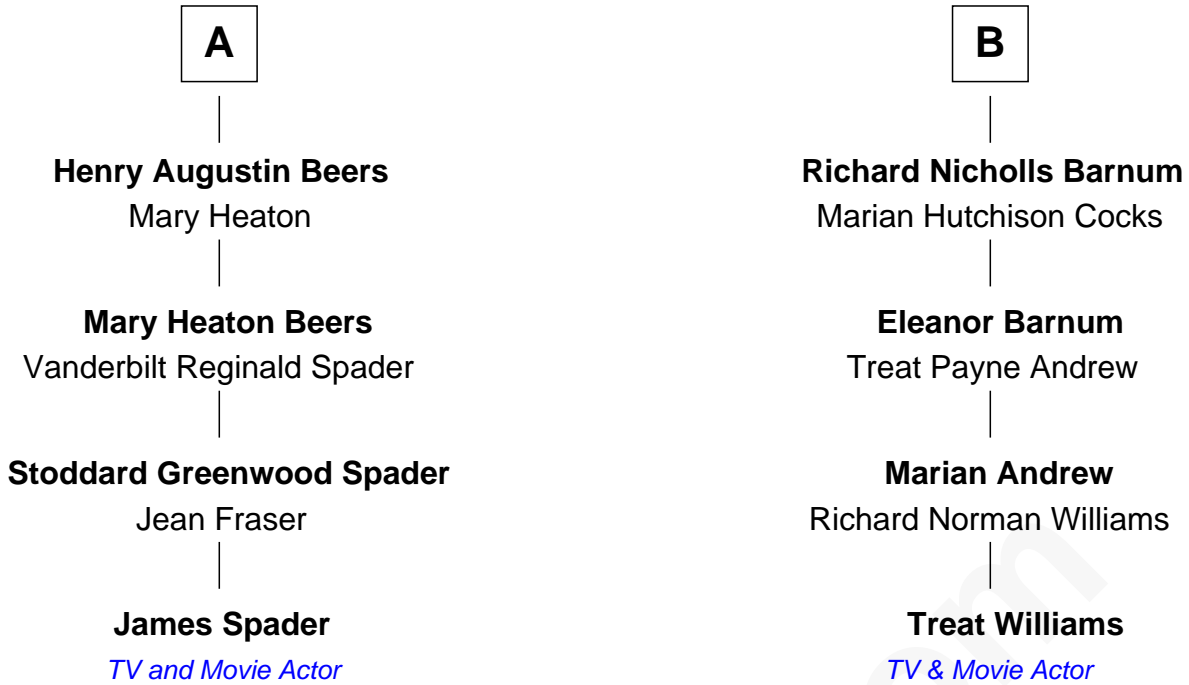 A
Henry Augustin Beers
Mary Heaton
Mary Heaton Beers
Vanderbilt Reginald Spader
Stoddard Greenwood Spader
Jean Fraser
James Spader
TV and Movie Actor
B
Richard Nicholls Barnum
Marian Hutchison Cocks
Eleanor Barnum
Treat Payne Andrew
Marian Andrew
Richard Norman Williams
Treat Williams
TV & Movie Actor